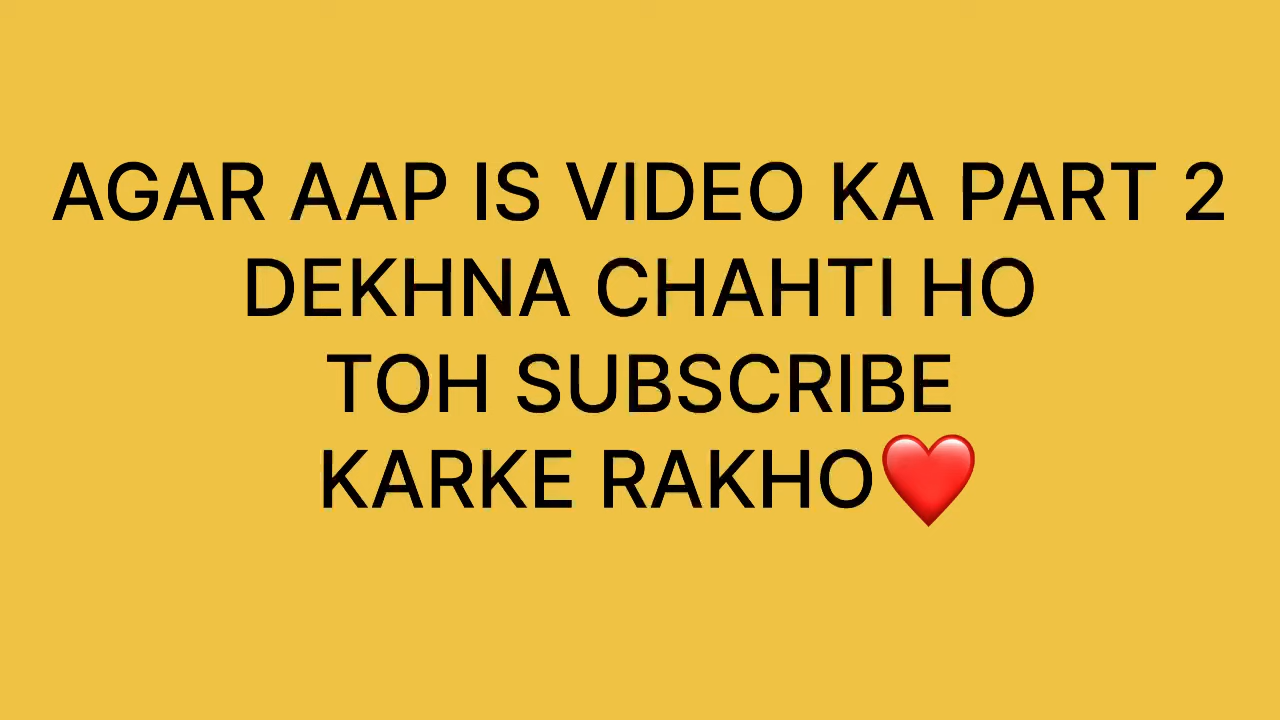 AGAR AAP IS VIDEO KA PART 2
DEKHNA CHAHTI HO
TOH SUBSCRIBE
KARKE RAKHO❤️